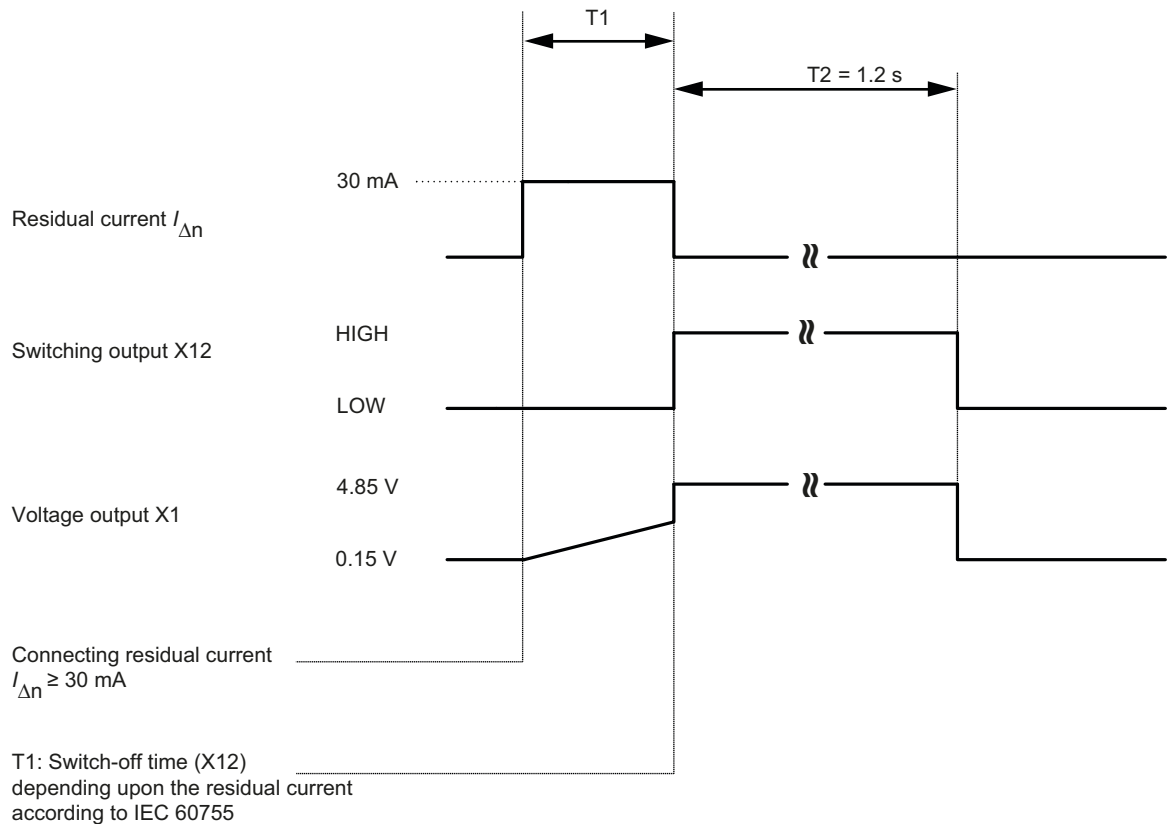 T1
T2 = 1.2 s
30 mA
Residual current IΔn
HIGH
Switching output X12
LOW
4.85 V
Voltage output X1
0.15 V
Connecting residual current
IΔn ≥ 30 mA
T1: Switch-off time (X12)
depending upon the residual current
according to IEC 60755